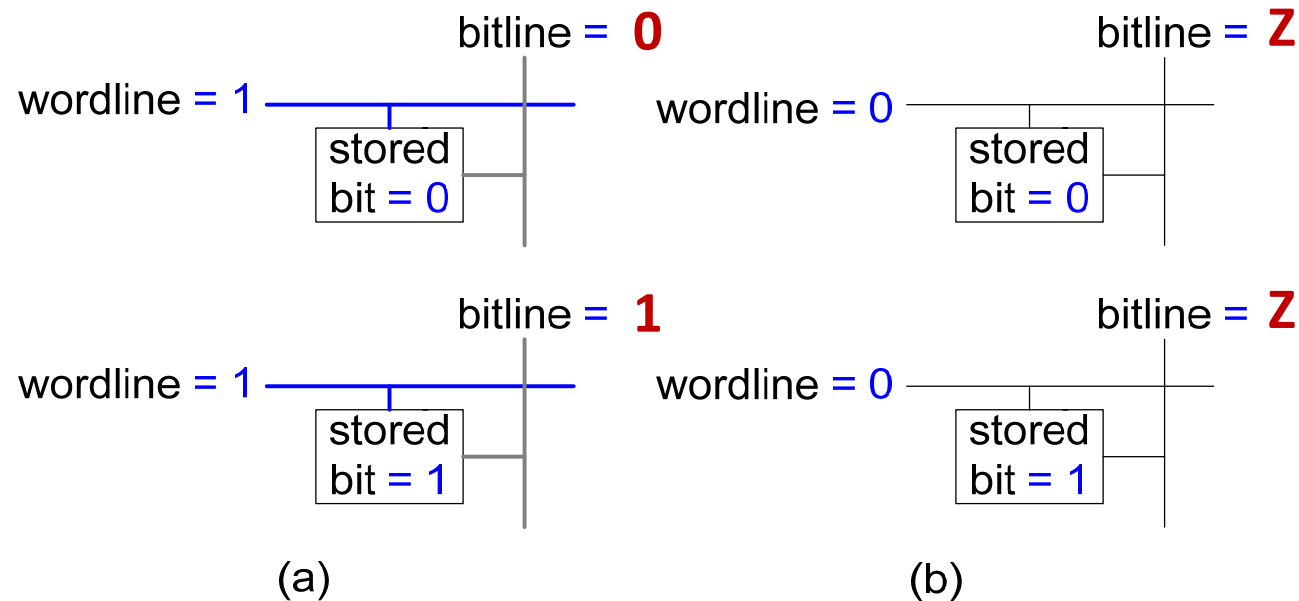 bitline = 0
wordline = 1
stored
bit = 0
bitline = Z
wordline = 0
stored
bit = 0
bitline = 1
wordline = 1
stored
bit = 1
bitline = Z
wordline = 0
stored
bit = 1
(a)
(b)